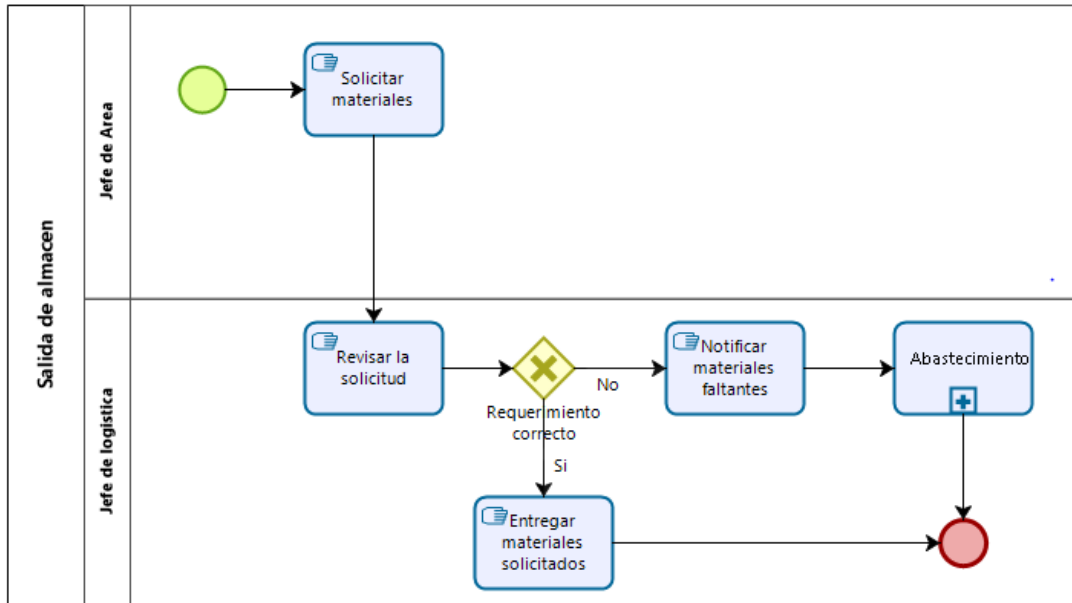 Salida de almacen
Jefe de Area
Solicitar
materiales
Jefe de logistica
Revisar la
solicitud
Requerimiento
correcto
No
Notificar
materiales
faltantes
Abastecimiento
Si
Entregar
materiales
solicitados